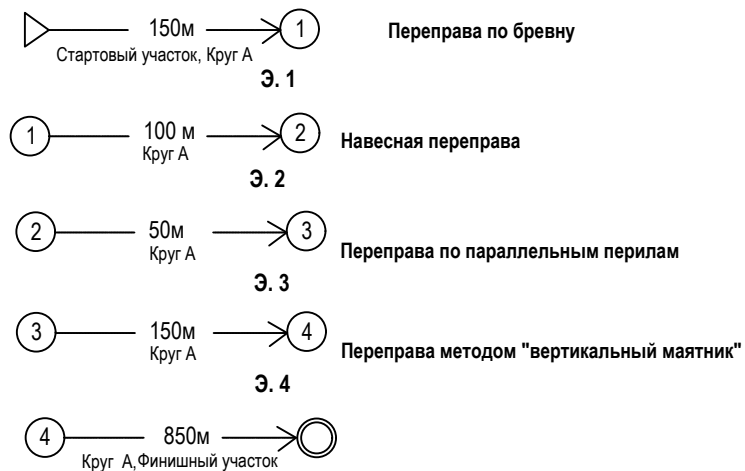 150м 1 Переправа по бревну
Стартовый участок, Круг А
Э. 1
1 100 м 2 Навесная переправа
Круг А
Э. 2
2 50м 3 Переправа по параллельным перилам
Круг А
Э. 3
3 150м 4 Переправа методом "вертикальный маятник"
Круг А
Э. 4
4 850м
Круг А,Финишный участок